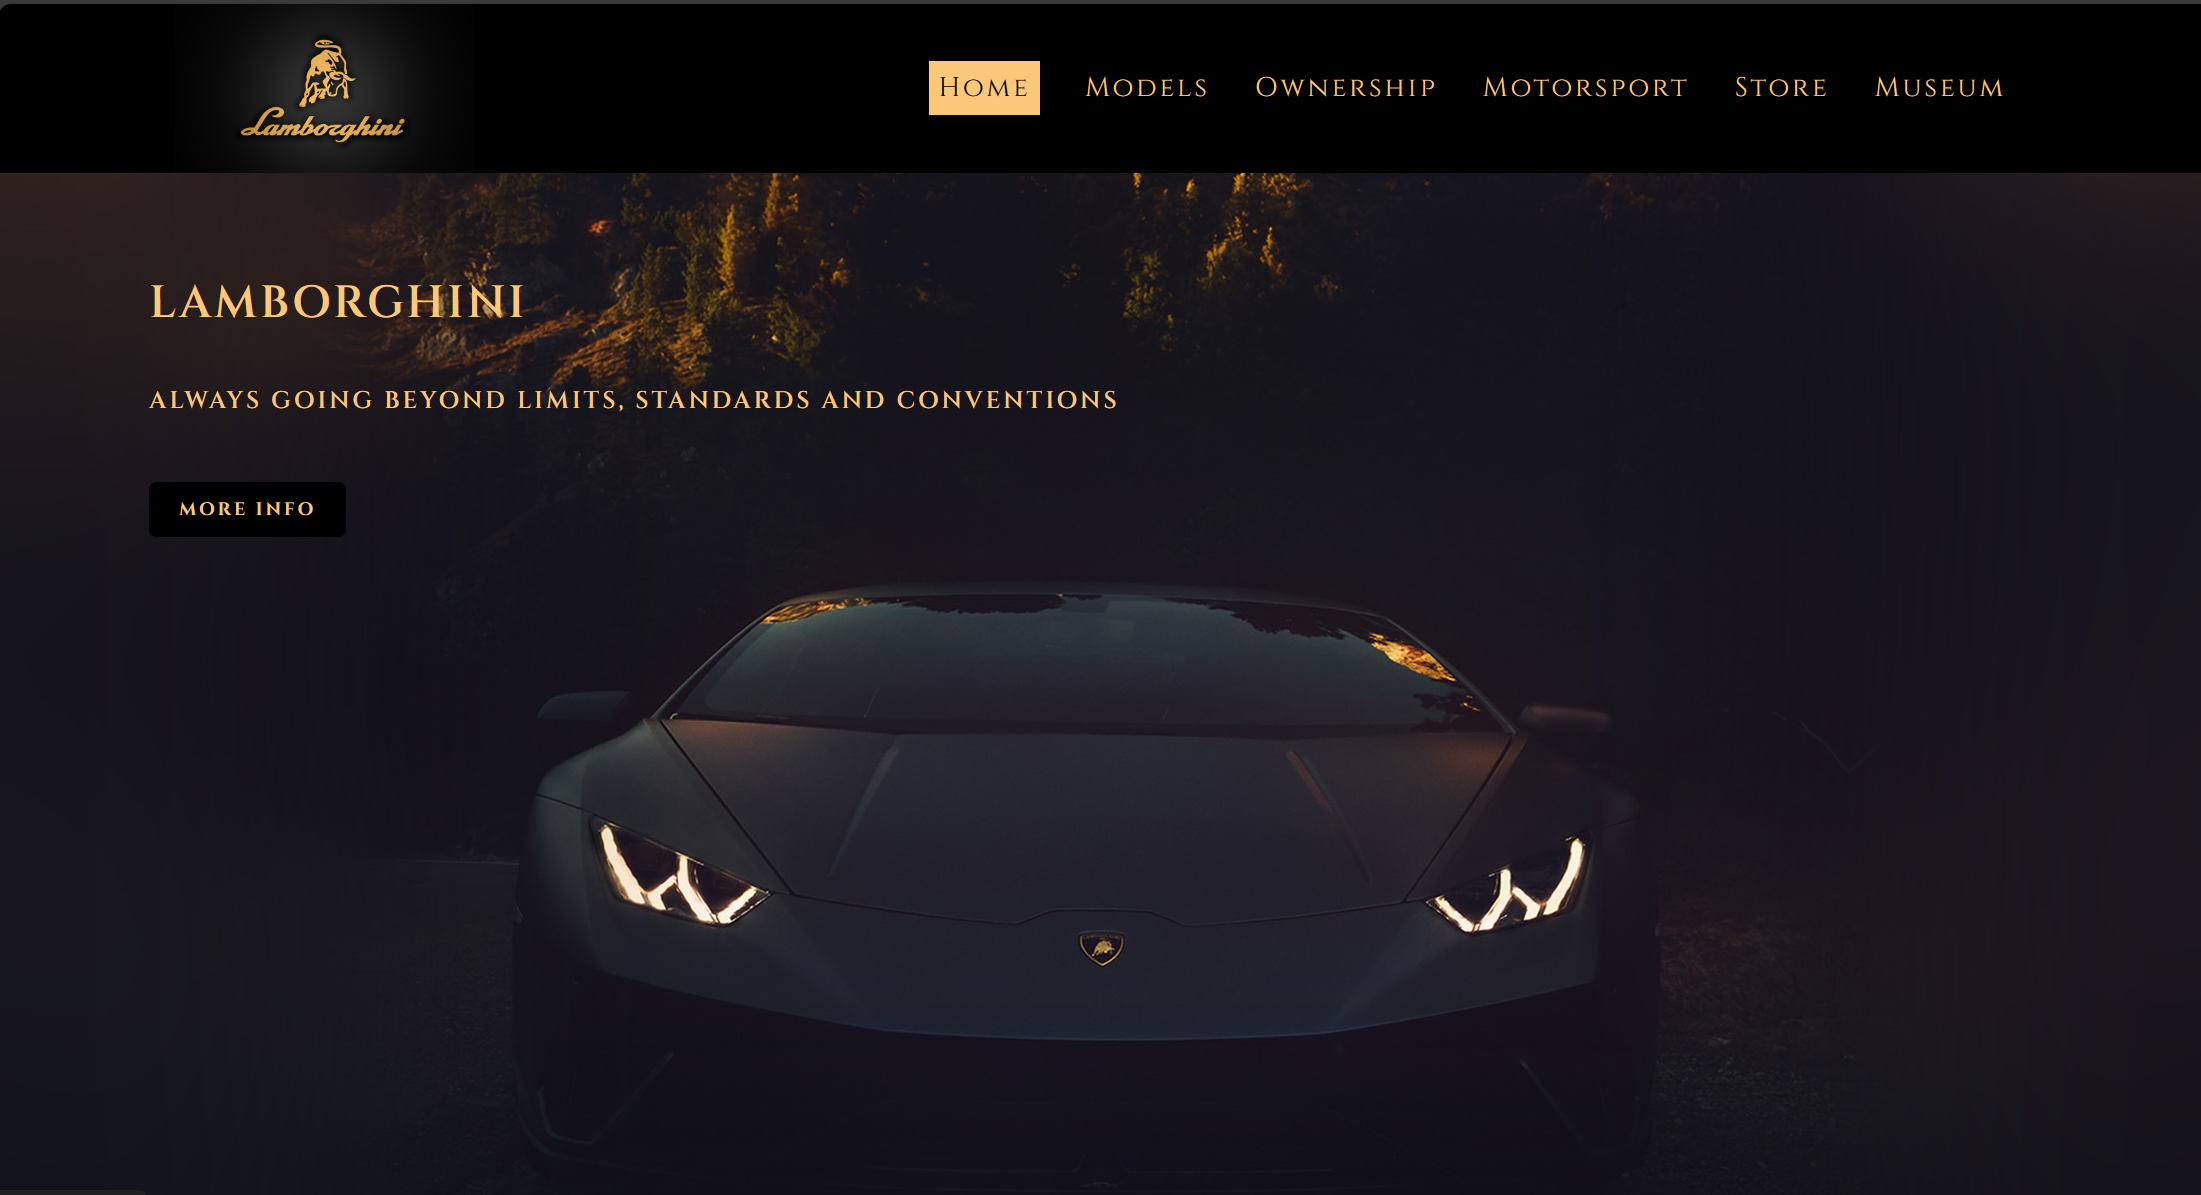 Lamborghini
Home Models Ownership Motorsport Store Museum
LAMBORGHINI
ALWAYS GOING BEYOND LIMITS, STANDARDS AND CONVENTIONS
MORE INFO